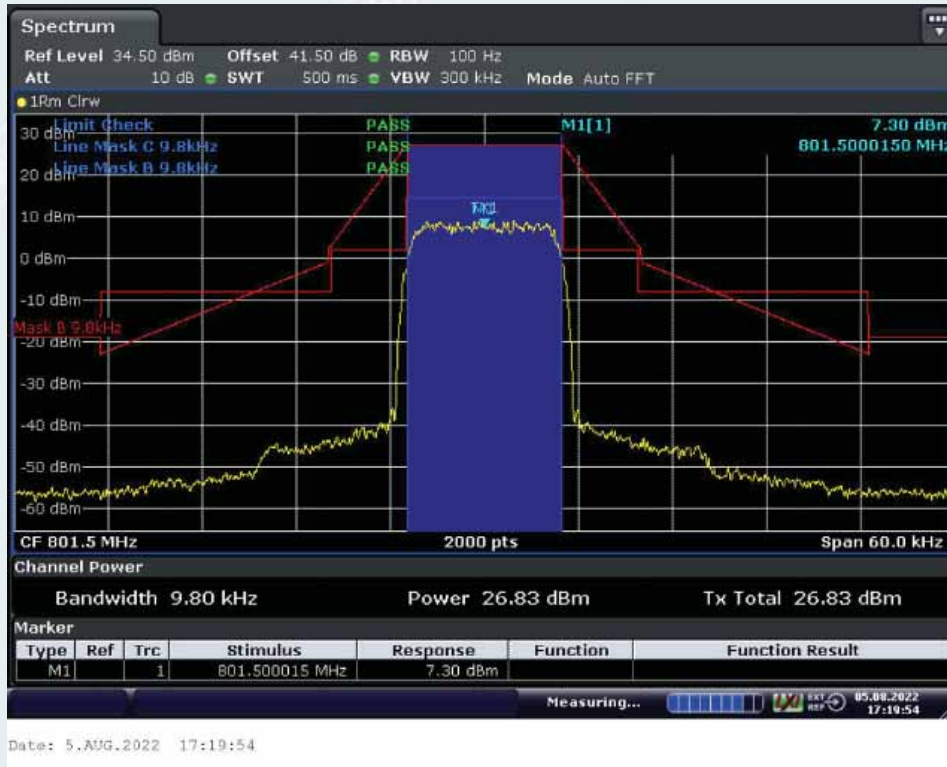 Spectrum
Ref Level 34.50 dBm Offset 41.50 dB RBW 100 Hz
Att 10 dB SWT 500 ms VBW 300 kHz Mode Auto FFT
1Rm Clrw
Limit Check PASS M1[1] 7.30 dBm
30 dBm
Line Mask C 9.8kHz PASS 801.5000150 MHz
Line Mask B 9.8kHz PASS
20 dBm
M1
10 dBm
0 dBm
-10 dBm
Mask B 9.8kHz
-20 dBm
-30 dBm
-40 dBm
-50 dBm
-60 dBm
CF 801.5 MHz 2000 pts Span 60.0 kHz
Channel Power
Bandwidth 9.80 kHz Power 26.83 dBm Tx Total 26.83 dBm
Marker
Type Ref Trc Stimulus Response Function Function Result
M1 1 801.500015 MHz 7.30 dBm
Measuring... EXT REF 05.08.2022
17:19:54
Date: 5.AUG.2022 17:19:54